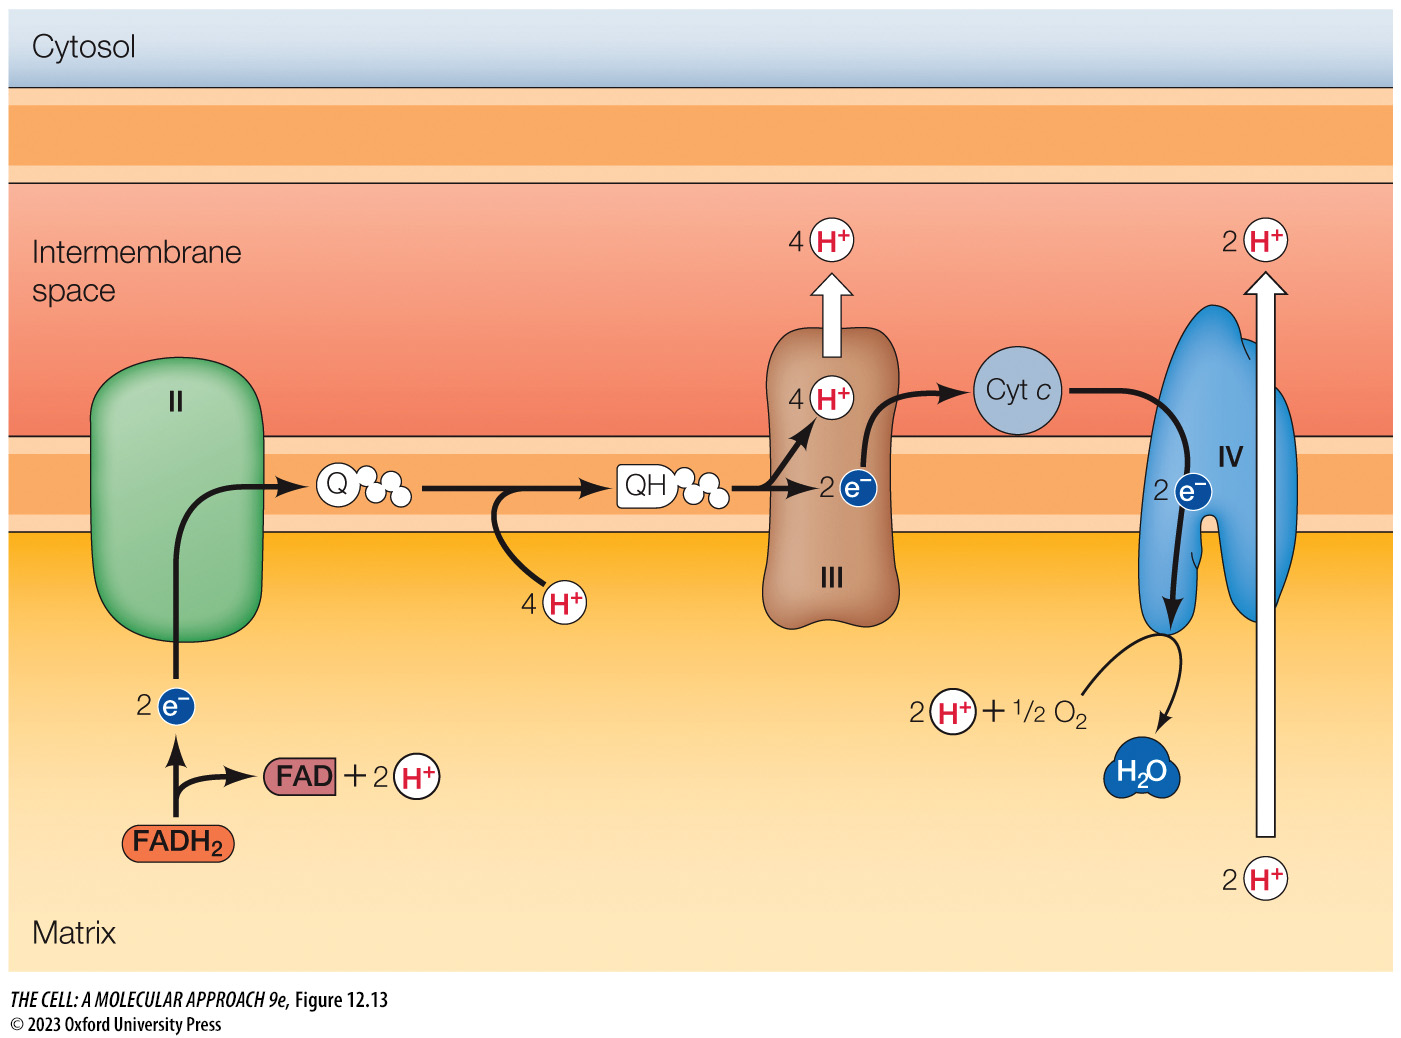 Cytosol
Intermembrane
space
4 H+
2 H+
II
4 H+
Cyt c
IV
Q
QH
2 e−
2 e−
III
4 H+
2 e−
2 H+ + 1/2 O2
FAD + 2 H+
H2O
FADH2
2 H+
Matrix
THE CELL: A MOLECULAR APPROACH 9e, Figure 12.13
© 2023 Oxford University Press